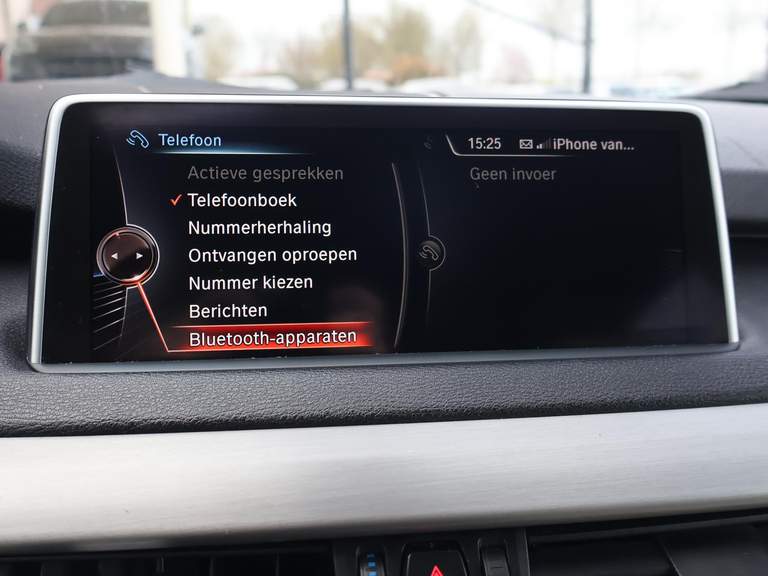 Telefoon
15:25 iPhone van...
Actieve gesprekken
Geen invoer
Telefoonboek
Nummerherhaling
Ontvangen oproepen
Nummer kiezen
Berichten
Bluetooth-apparaten